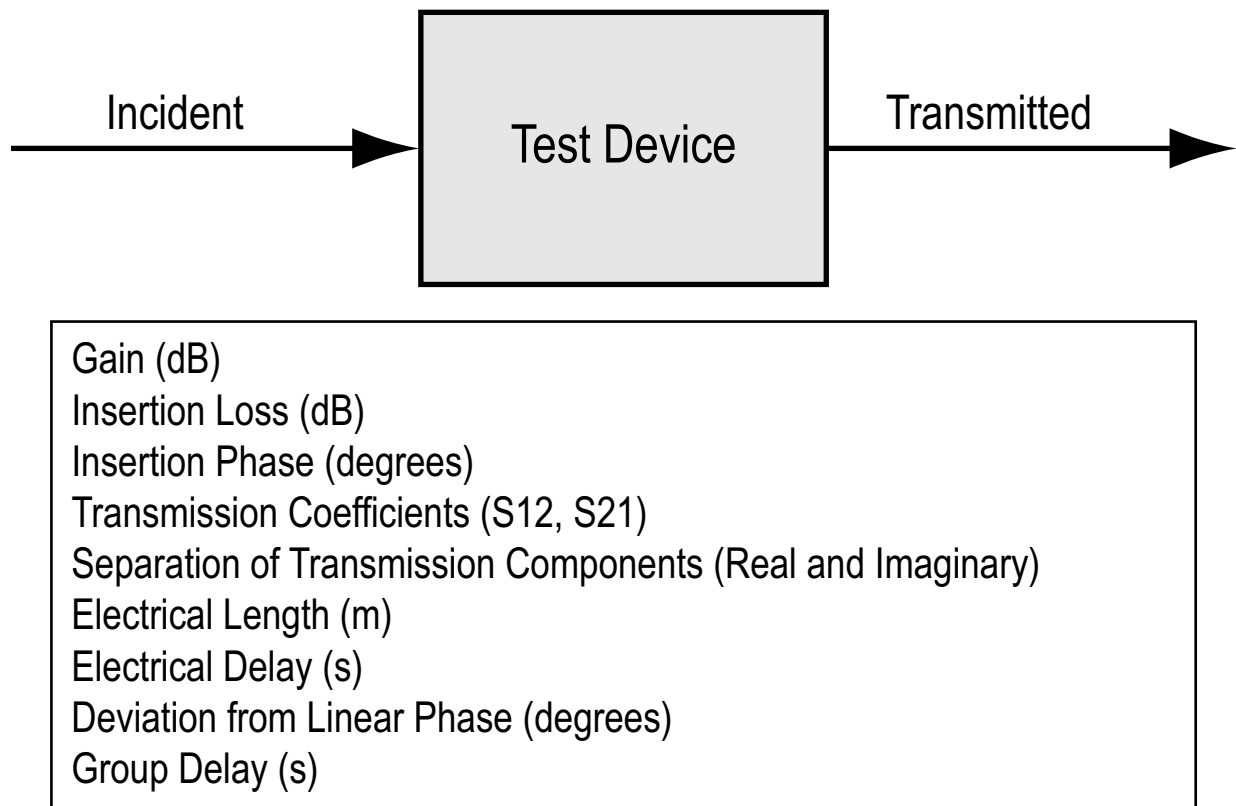 Incident
Test Device
Transmitted
Gain (dB)
Insertion Loss (dB)
Insertion Phase (degrees)
Transmission Coefficients (S12, S21)
Separation of Transmission Components (Real and Imaginary)
Electrical Length (m)
Electrical Delay (s)
Deviation from Linear Phase (degrees)
Group Delay (s)